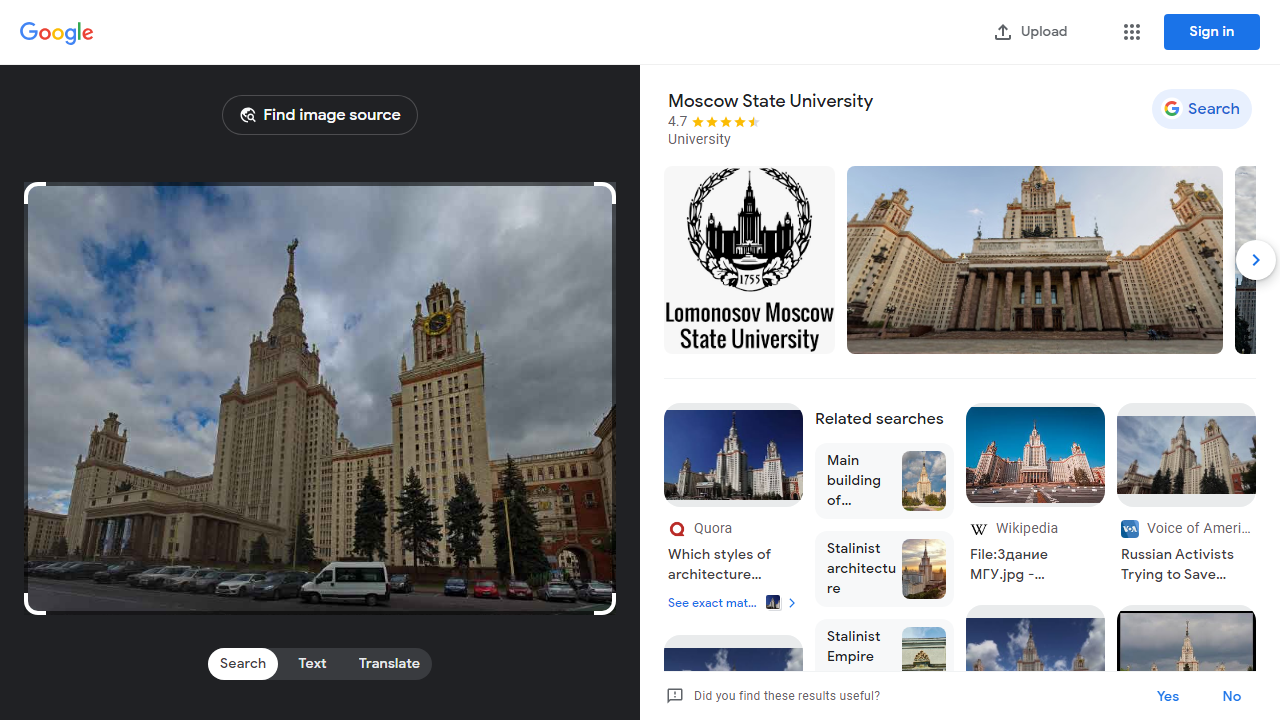 Google
Upload
Sign in
Find image source
Moscow State University
4.7
University
Search
1755
Lomonosov Moscow
State University
Quora
Which styles of
architecture...
See exact mat...
Related searches
Main
building
of...
Stalinist
architectu
re
Stalinist
Empire
Wikipedia
File:Здание
МГУ.jpg -...
VOA
Voice of Ameri...
Russian Activists
Trying to Save...
Search
Text
Translate
Did you find these results useful?
Yes
No